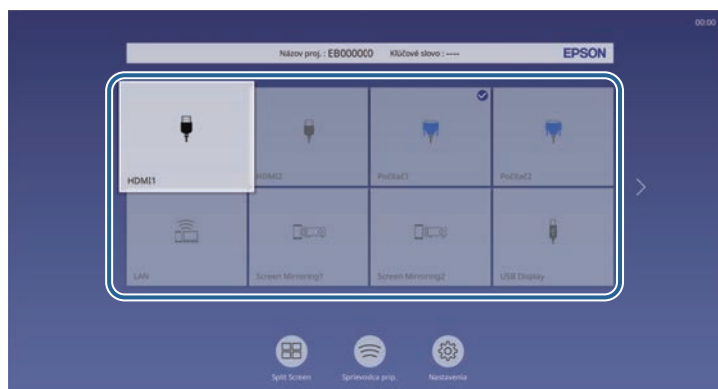 00:00
Názov proj. : EB000000 Kľúčové slovo : ---- EPSON
HDMI1 HDMI2 Počítač1 Počítač2
LAN Screen Mirroring1 Screen Mirroring2 USB Display
Split Screen Sprievodca prip. Nastavenia